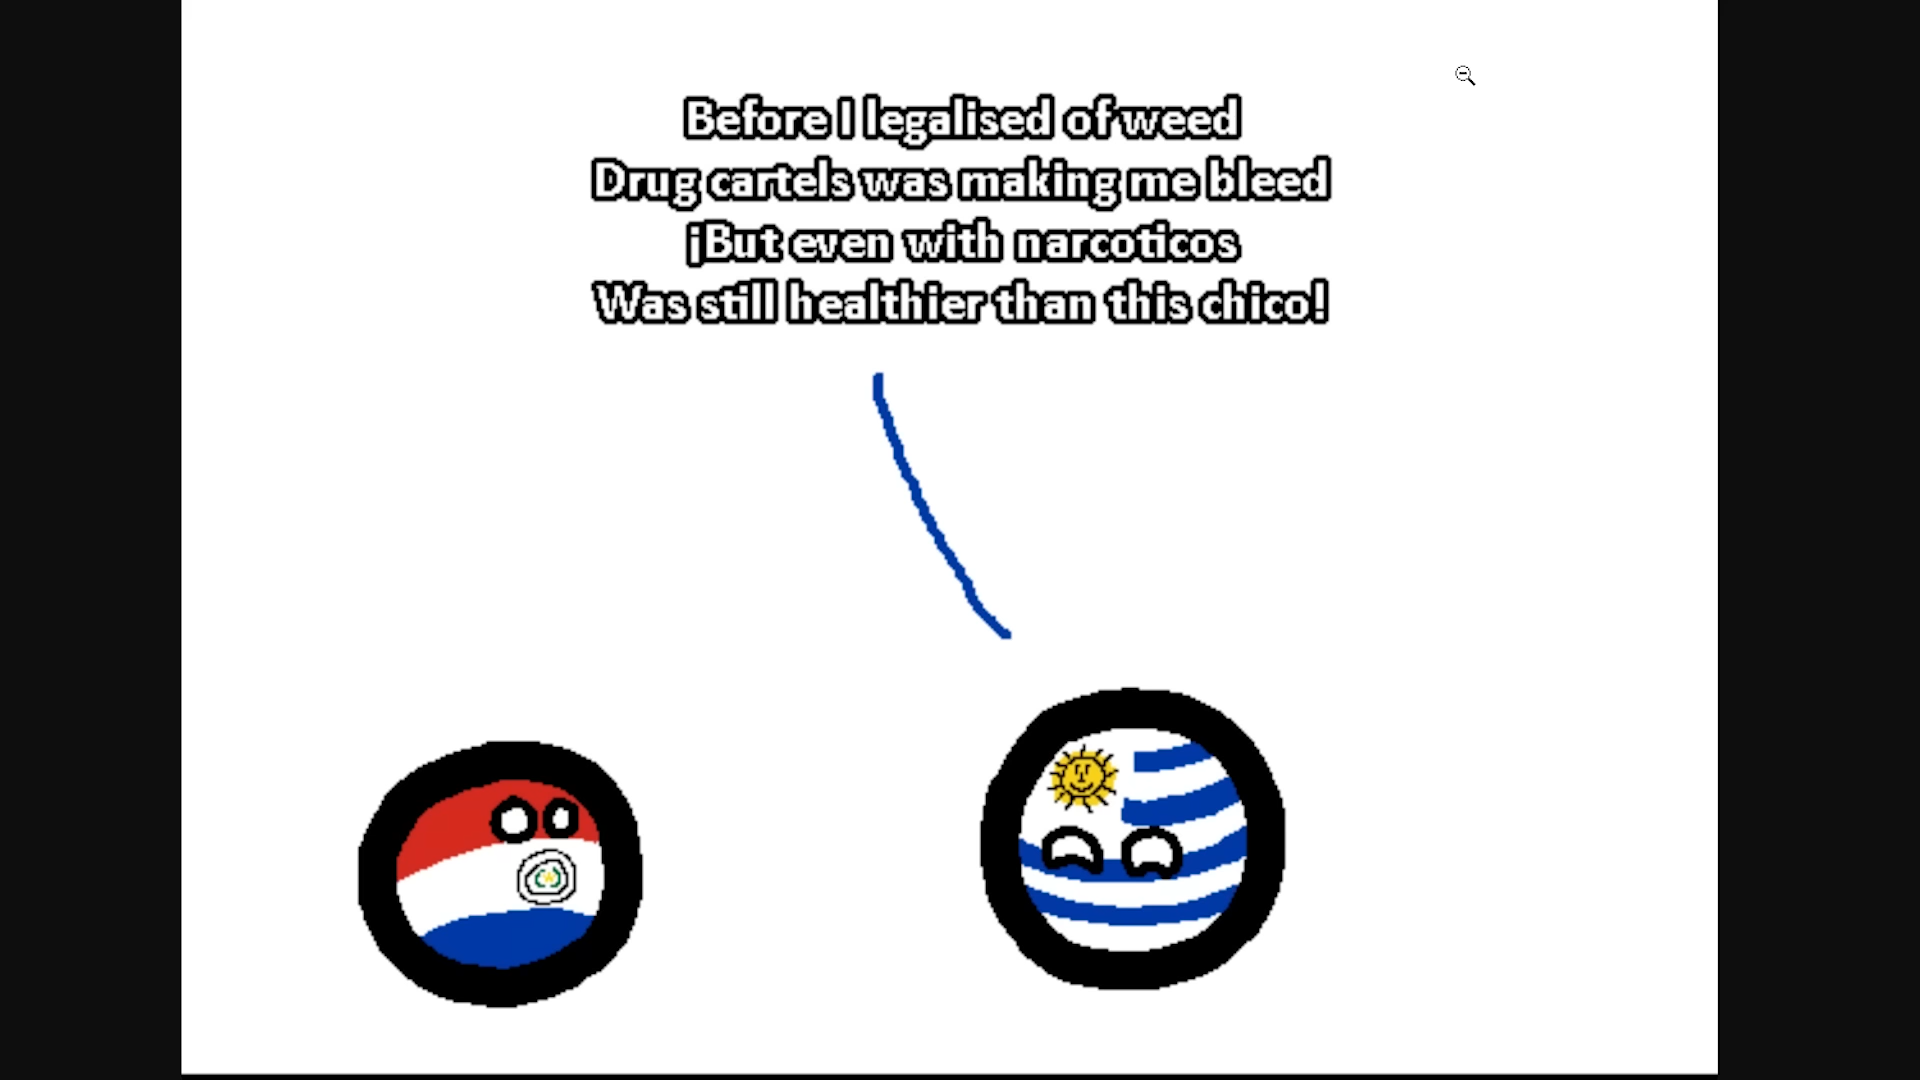 Before I legalised of weed
Drug cartels was making me bleed
¡But even with narcoticos
Was still healthier than this chico!